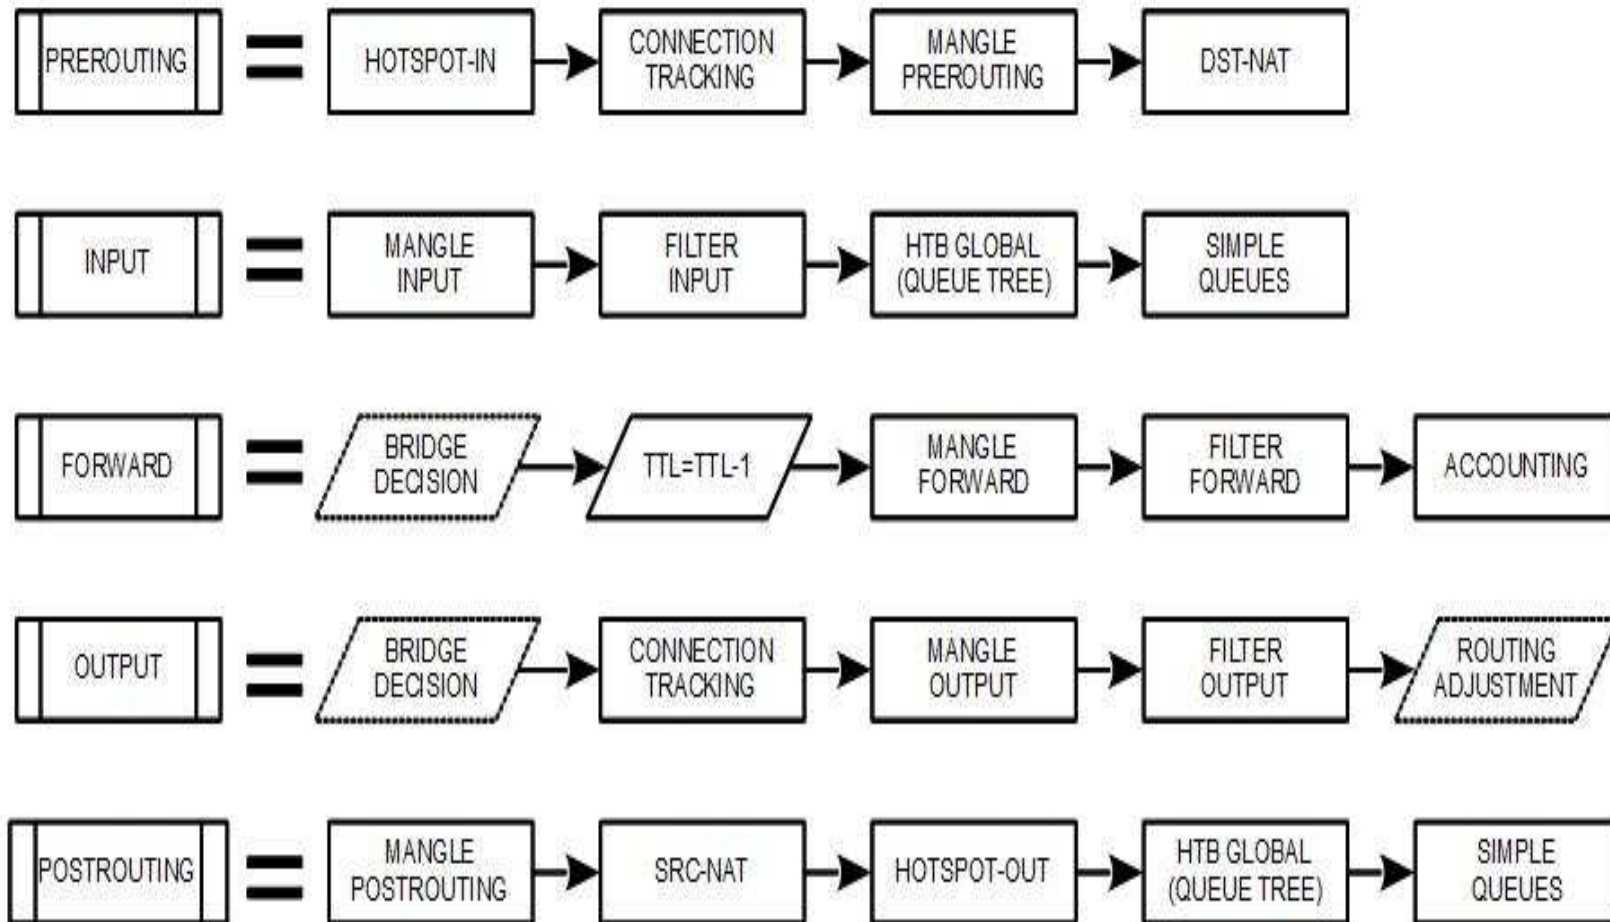 PREROUTING = HOTSPOT-IN CONNECTION TRACKING MANGLE PREROUTING DST-NAT
INPUT = MANGLE INPUT FILTER INPUT HTB GLOBAL (QUEUE TREE) SIMPLE QUEUES
FORWARD = BRIDGE DECISION TTL=TTL-1 MANGLE FORWARD FILTER FORWARD ACCOUNTING
OUTPUT = BRIDGE DECISION CONNECTION TRACKING MANGLE OUTPUT FILTER OUTPUT ROUTING ADJUSTMENT
POSTROUTING = MANGLE POSTROUTING SRC-NAT HOTSPOT-OUT HTB GLOBAL (QUEUE TREE) SIMPLE QUEUES